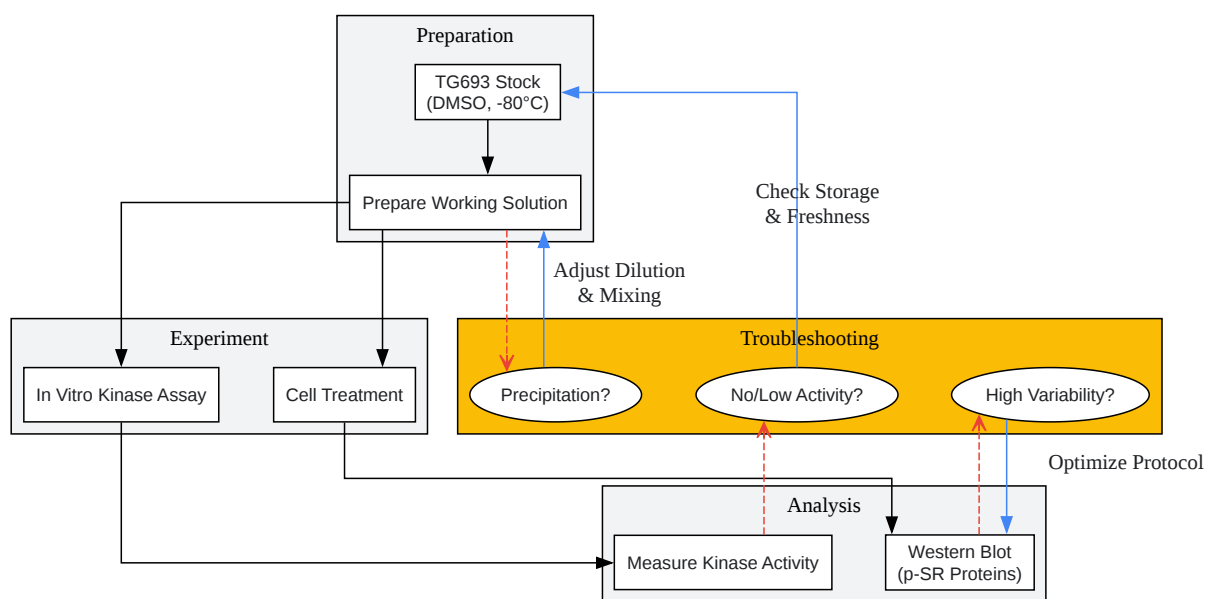 Preparation
TG693 Stock
(DMSO, -80°C)
Prepare Working Solution
Check Storage
& Freshness
Adjust Dilution
& Mixing
Experiment
In Vitro Kinase Assay
Cell Treatment
Troubleshooting
Precipitation?
No/Low Activity?
High Variability?
Optimize Protocol
Analysis
Measure Kinase Activity
Western Blot
(p-SR Proteins)